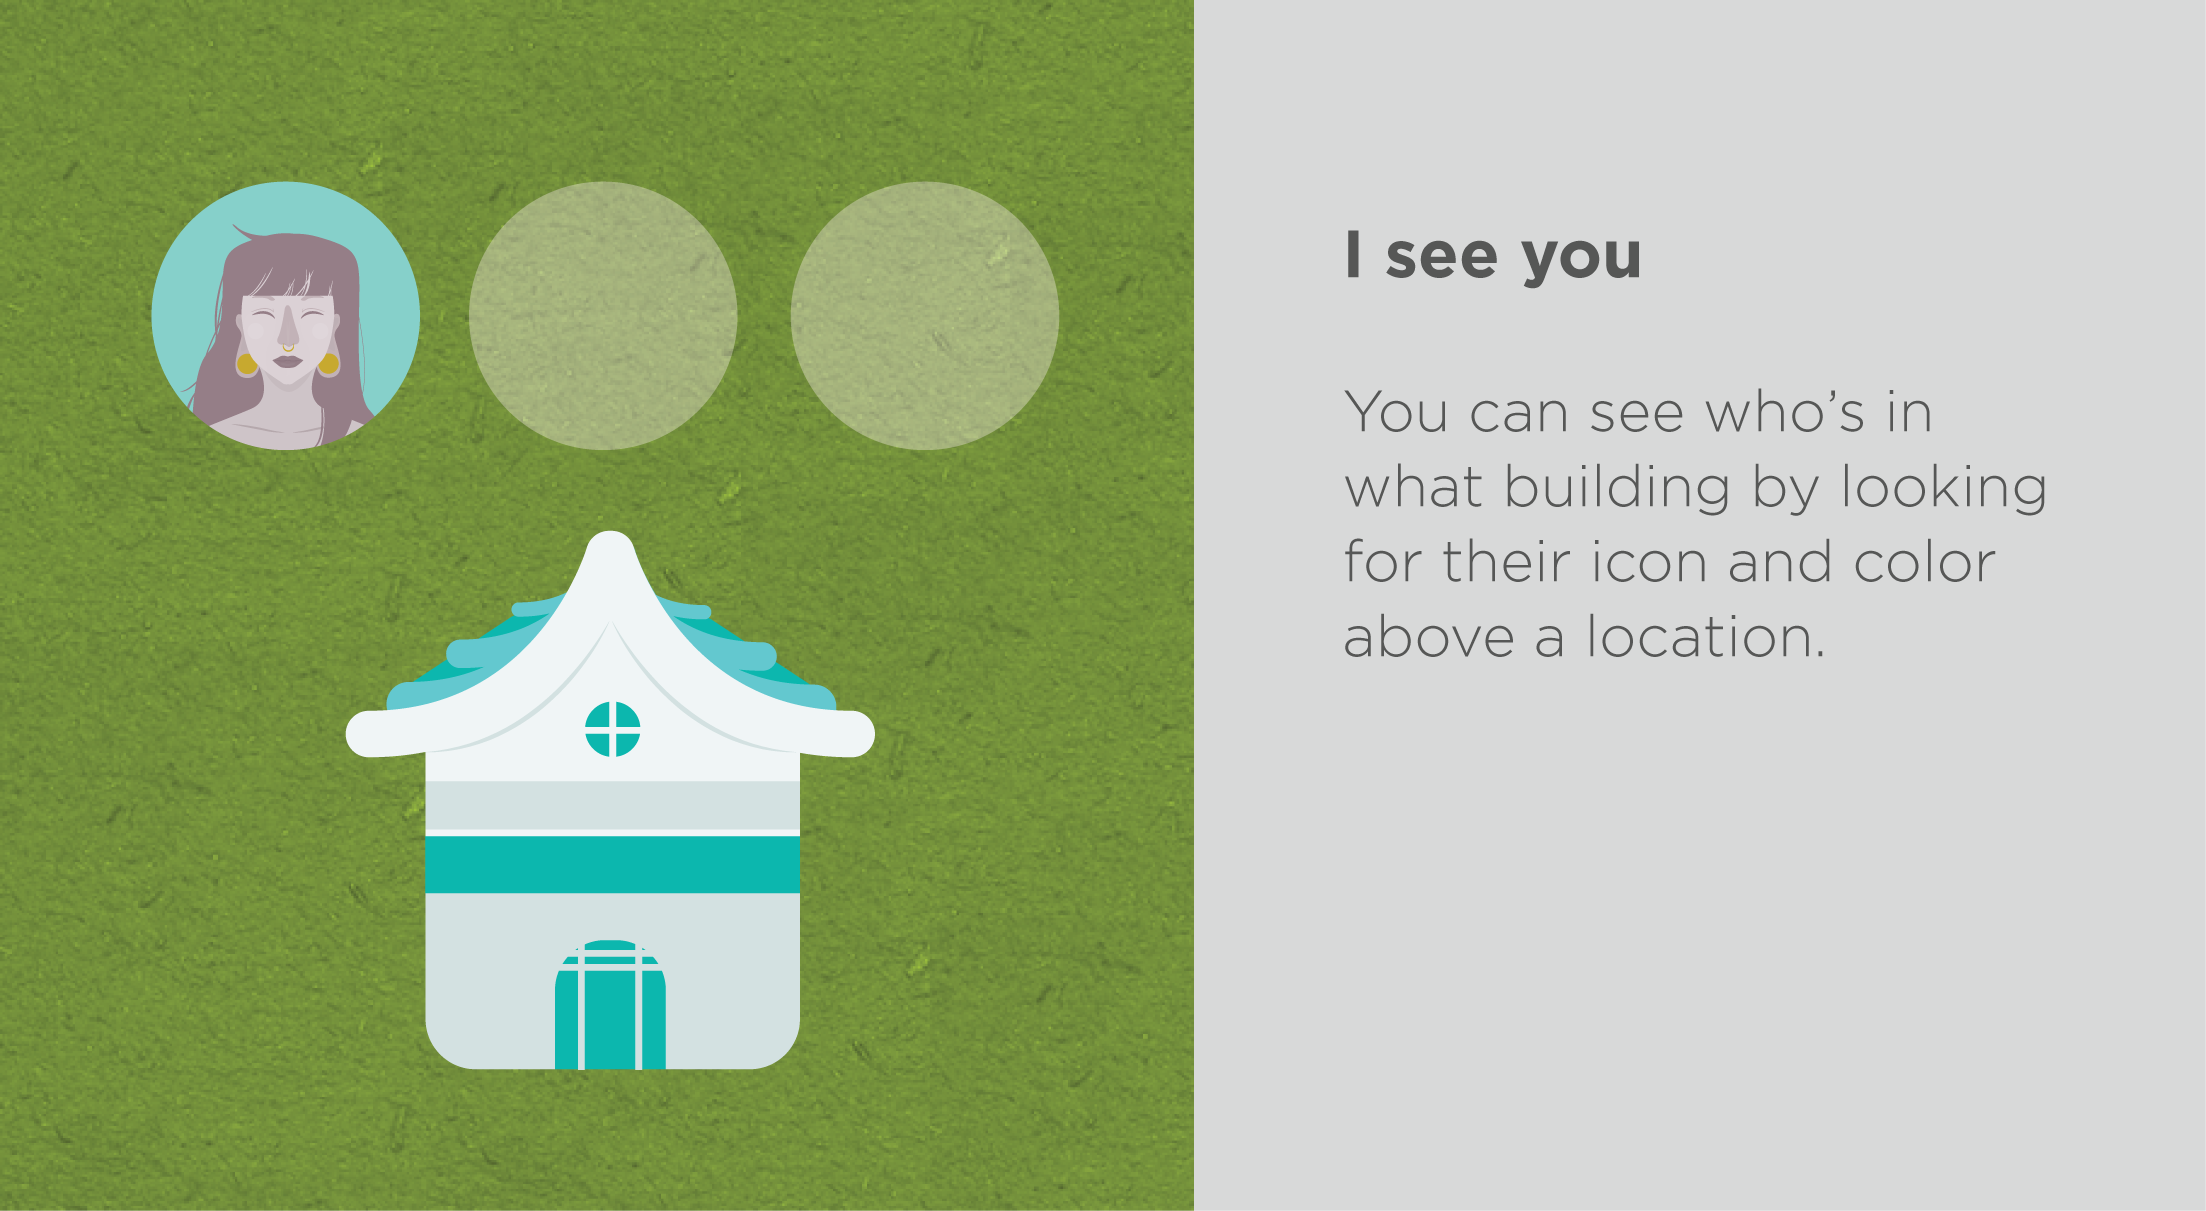 I see you
You can see who’s in
what building by looking
for their icon and color
above a location.